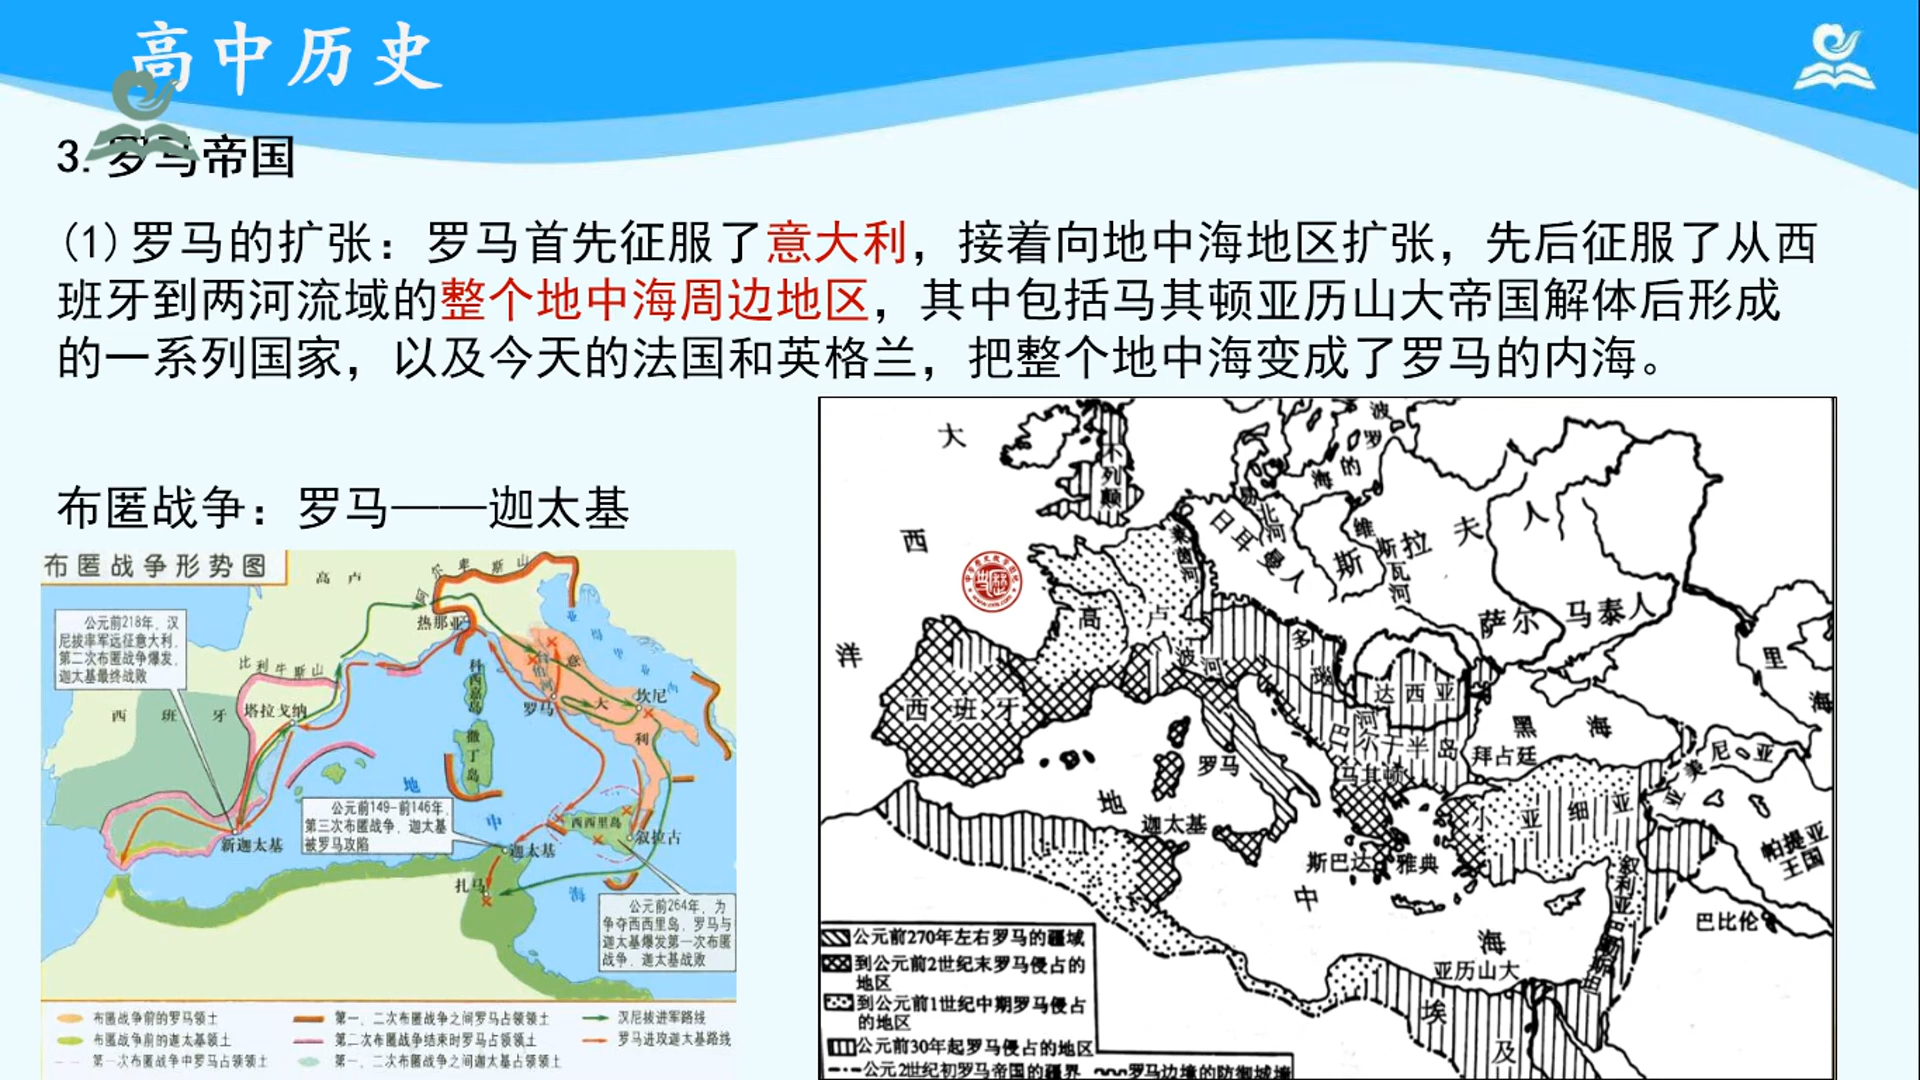 高中历史
3.罗马帝国
(1)罗马的扩张：罗马首先征服了意大利，接着向地中海地区扩张，先后征服了从西
班牙到两河流域的整个地中海周边地区，其中包括马其顿亚历山大帝国解体后形成
的一系列国家，以及今天的法国和英格兰，把整个地中海变成了罗马的内海。
布匿战争：罗马——迦太基
布匿战争形势图
高卢
阿尔卑斯山
公元前218年，汉
尼拔率军远征意大利，
第二次布匿战争爆发，
迦太基最终战败
热那亚
亚得里亚海
比利牛斯山
科西嘉岛
台伯河
意大利
西班牙
塔拉戈纳
罗马
坎尼
撒丁岛
地中海
公元前149-前146年，
第三次布匿战争，迦太基
被罗马攻陷
西西里岛
叙拉古
新迦太基
迦太基
扎马
公元前264年，为
争夺西西里岛，罗马与
迦太基爆发第一次布匿
战争，迦太基战败
布匿战争前的罗马领土
第一、二次布匿战争之间罗马占领领土
汉尼拔进军路线
布匿战争前的迦太基领土
第二次布匿战争结束时罗马占领领土
罗马进攻迦太基路线
第一次布匿战争中罗马占领领土
第一、二次布匿战争之间迦太基占领领土
大西洋
不列颠
波罗的海
易北河
日耳曼人
莱茵河
维斯瓦河
斯拉夫人
高卢
萨尔马泰人
里海
波河
多瑙河
达西亚
西班牙
黑海
巴尔干半岛
拜占廷
亚美尼亚
罗马
马其顿
地中海
迦太基
小亚细亚
斯巴达
雅典
帕提亚
王国
叙利亚
巴勒斯坦
巴比伦
亚历山大
埃及
公元前270年左右罗马的疆域
到公元前2世纪末罗马侵占的
地区
到公元前1世纪中期罗马侵占
的地区
公元前30年起罗马侵占的地区
公元2世纪初罗马帝国的疆界
罗马边境的防御城墙